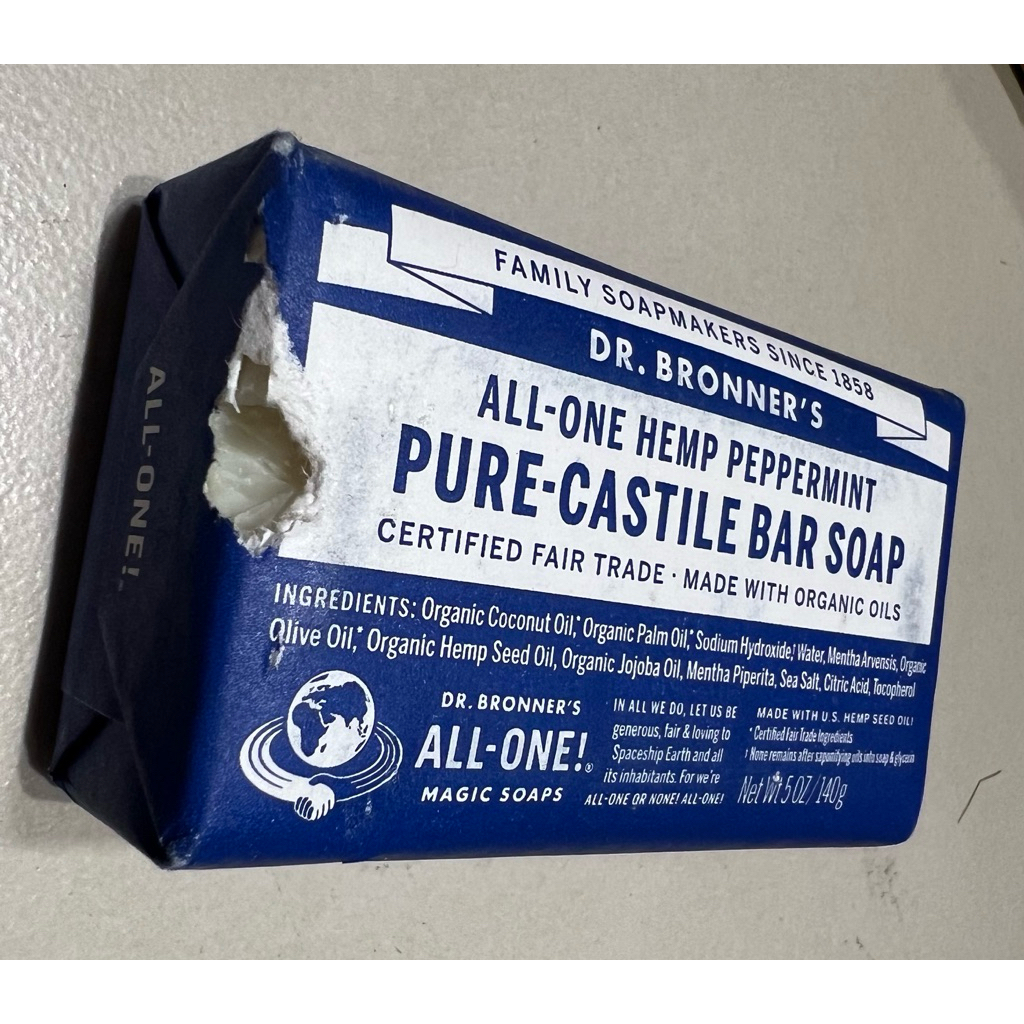 FAMILY SOAPMAKERS SINCE 1858
DR. BRONNER'S
ALL-ONE HEMP PEPPERMINT
PURE-CASTILE BAR SOAP
CERTIFIED FAIR TRADE · MADE WITH ORGANIC OILS
INGREDIENTS: Organic Coconut Oil,* Organic Palm Oil,* Sodium Hydroxide,† Water, Mentha Arvensis, Organic
Olive Oil,* Organic Hemp Seed Oil, Organic Jojoba Oil, Mentha Piperita, Sea Salt, Citric Acid, Tocopherol
DR. BRONNER'S
ALL-ONE!®
MAGIC SOAPS
IN ALL WE DO, LET US BE
generous, fair & loving to
Spaceship Earth and all
its inhabitants. For we're
ALL-ONE OR NONE! ALL-ONE!
MADE WITH U.S. HEMP SEED OIL!
* Certified Fair Trade Ingredients
† None remains after saponifying oils into soap & glycerin
Net Wt 5 OZ/140g
ALL-ONE!